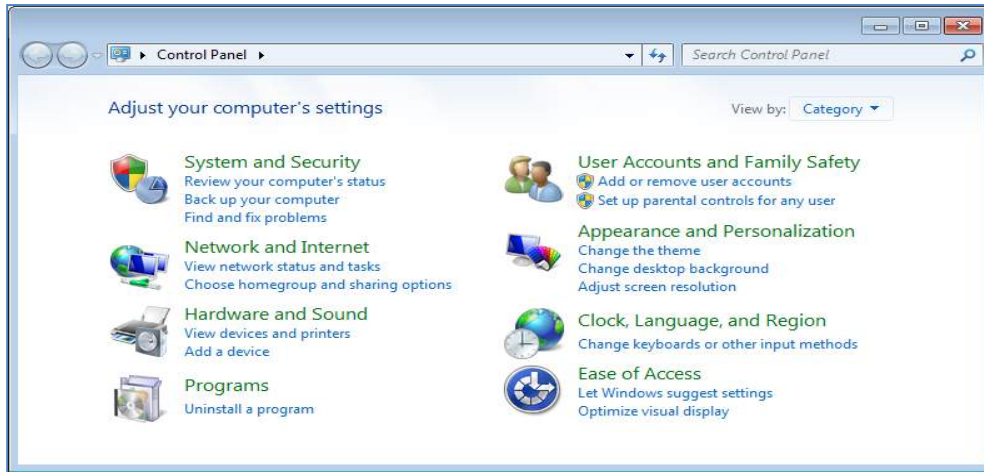 Control Panel
Search Control Panel
Adjust your computer's settings
View by: Category
System and Security
Review your computer's status
Back up your computer
Find and fix problems
Network and Internet
View network status and tasks
Choose homegroup and sharing options
Hardware and Sound
View devices and printers
Add a device
Programs
Uninstall a program
User Accounts and Family Safety
Add or remove user accounts
Set up parental controls for any user
Appearance and Personalization
Change the theme
Change desktop background
Adjust screen resolution
Clock, Language, and Region
Change keyboards or other input methods
Ease of Access
Let Windows suggest settings
Optimize visual display